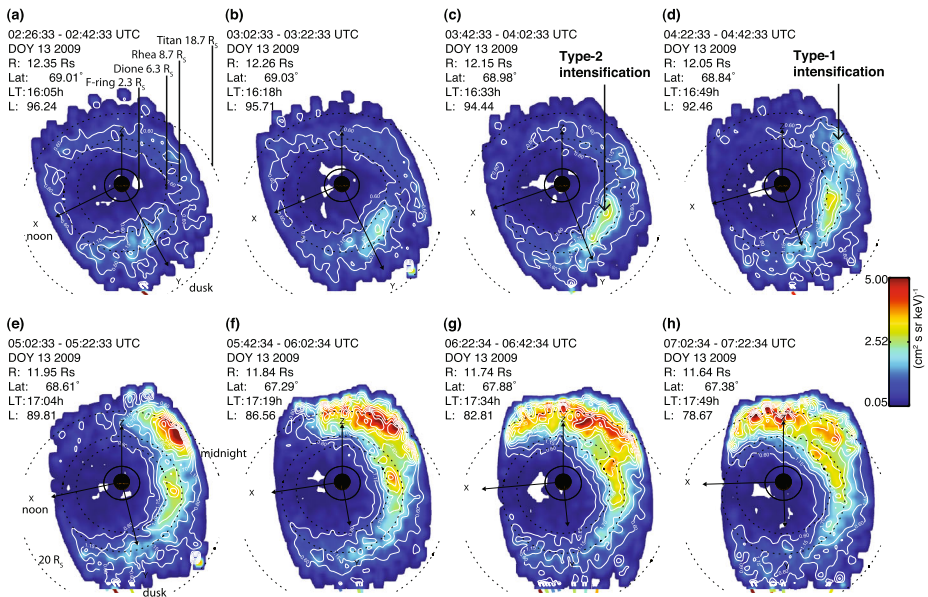 (a)
02:26:33 - 02:42:33 UTC
DOY 13 2009
R: 12.35 Rs
Lat: 69.01°
LT:16:05h
L: 96.24
Titan 18.7 RS
Rhea 8.7 RS
Dione 6.3 RS
F-ring 2.3 RS
X
noon
Y
dusk
(b)
03:02:33 - 03:22:33 UTC
DOY 13 2009
R: 12.26 Rs
Lat: 69.03°
LT:16:18h
L: 95.71
0.60
X
Y
(c)
03:42:33 - 04:02:33 UTC
DOY 13 2009
R: 12.15 Rs
Lat: 68.98°
LT:16:33h
L: 94.44
Type-2
intensification
0.60
X
Y
(d)
04:22:33 - 04:42:33 UTC
DOY 13 2009
R: 12.05 Rs
Lat: 68.84°
LT:16:49h
L: 92.46
Type-1
intensification
0.60
X
5.00
2.52
0.05
(cm² s sr keV)⁻¹
(e)
05:02:33 - 05:22:33 UTC
DOY 13 2009
R: 11.95 Rs
Lat: 68.61°
LT:17:04h
L: 89.81
midnight
X
noon
20 RS
dusk
(f)
05:42:34 - 06:02:34 UTC
DOY 13 2009
R: 11.84 Rs
Lat: 67.29°
LT:17:19h
L: 86.56
Z
X
(g)
06:22:34 - 06:42:34 UTC
DOY 13 2009
R: 11.74 Rs
Lat: 67.88°
LT:17:34h
L: 82.81
Z
0.60
X
(h)
07:02:34 - 07:22:34 UTC
DOY 13 2009
R: 11.64 Rs
Lat: 67.38°
LT:17:49h
L: 78.67
0.60
X